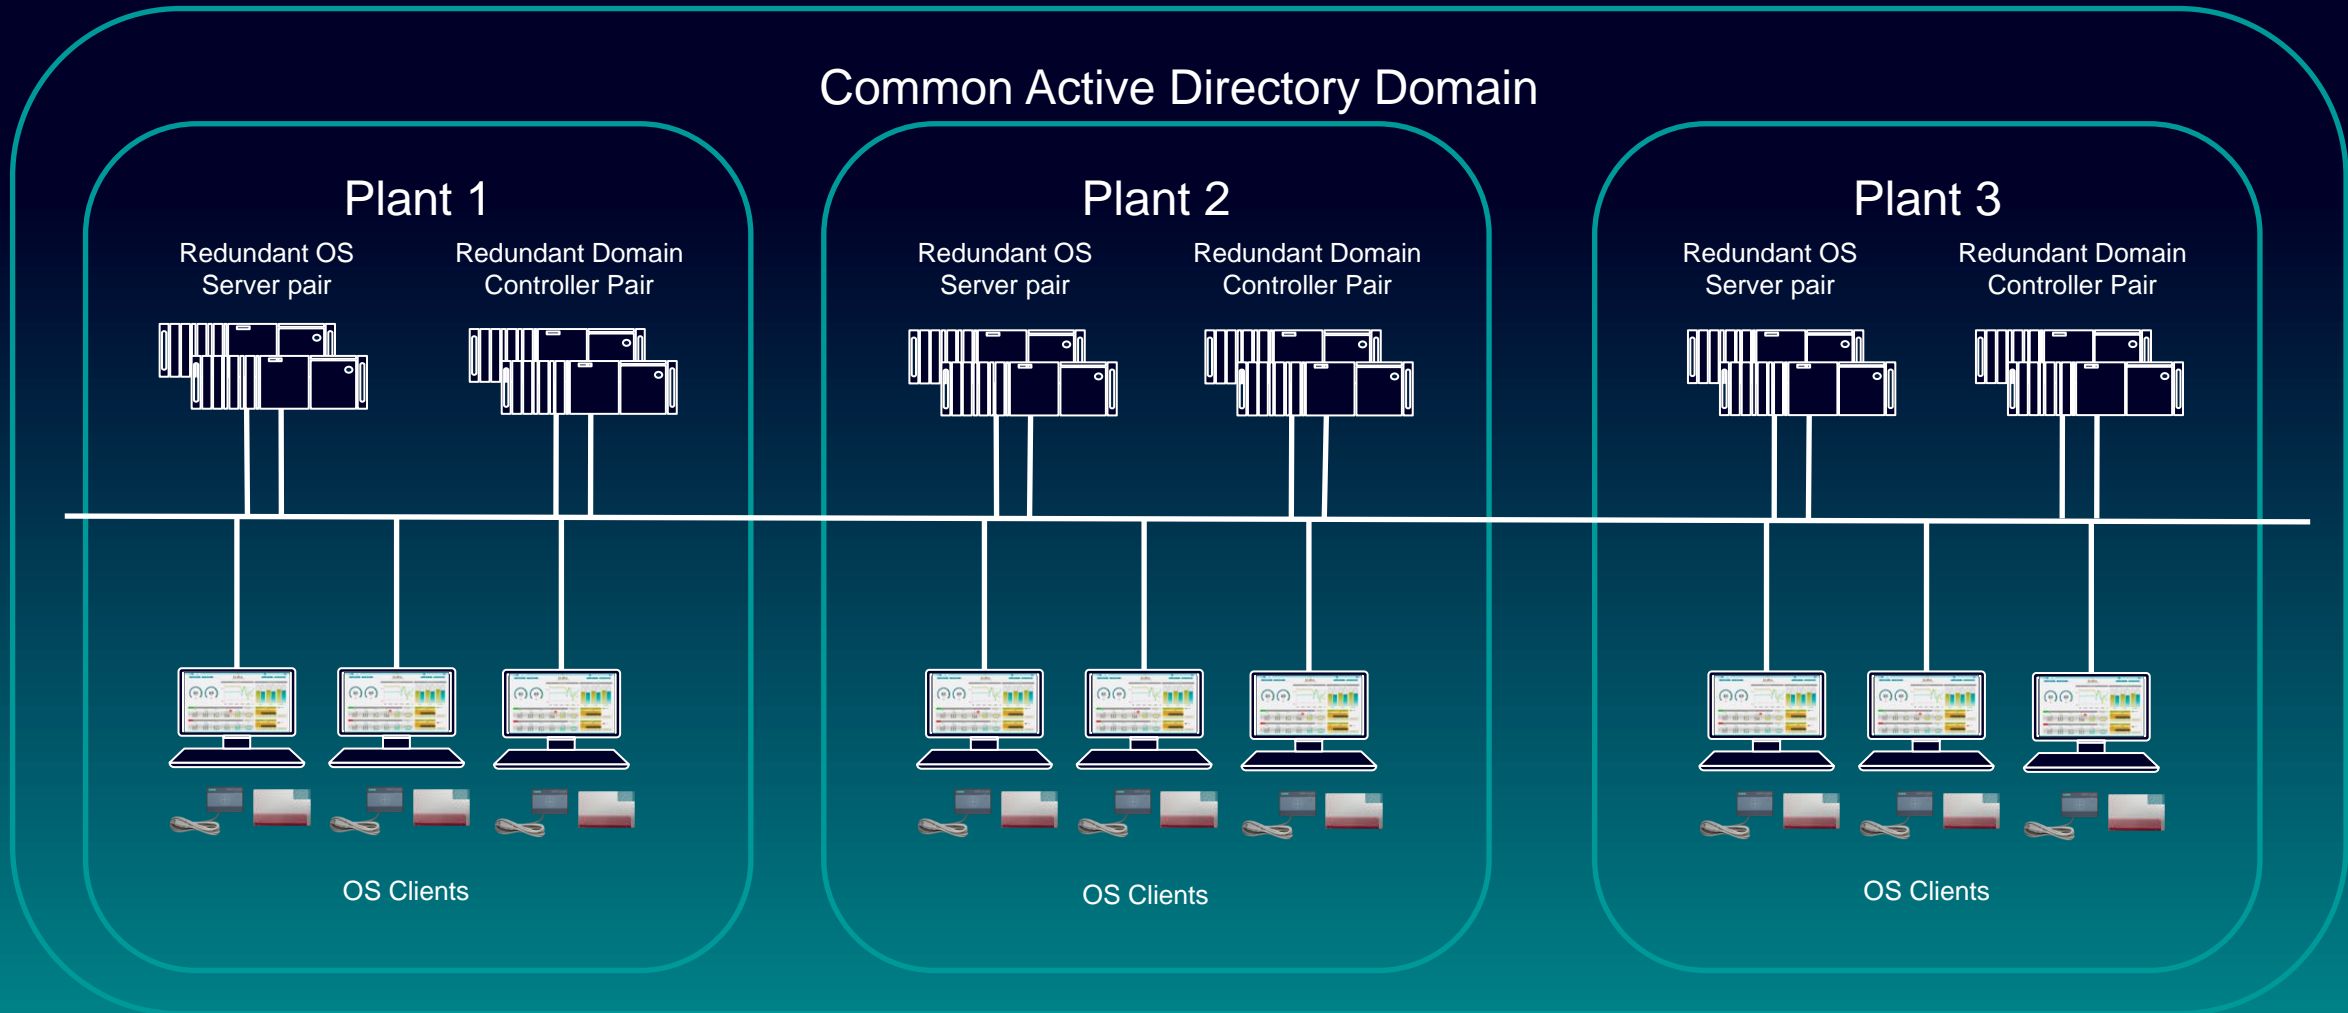 Common Active Directory Domain
Plant 1
Redundant OS
Server pair
Redundant Domain
Controller Pair
OS Clients
Plant 2
Redundant OS
Server pair
Redundant Domain
Controller Pair
OS Clients
Plant 3
Redundant OS
Server pair
Redundant Domain
Controller Pair
OS Clients